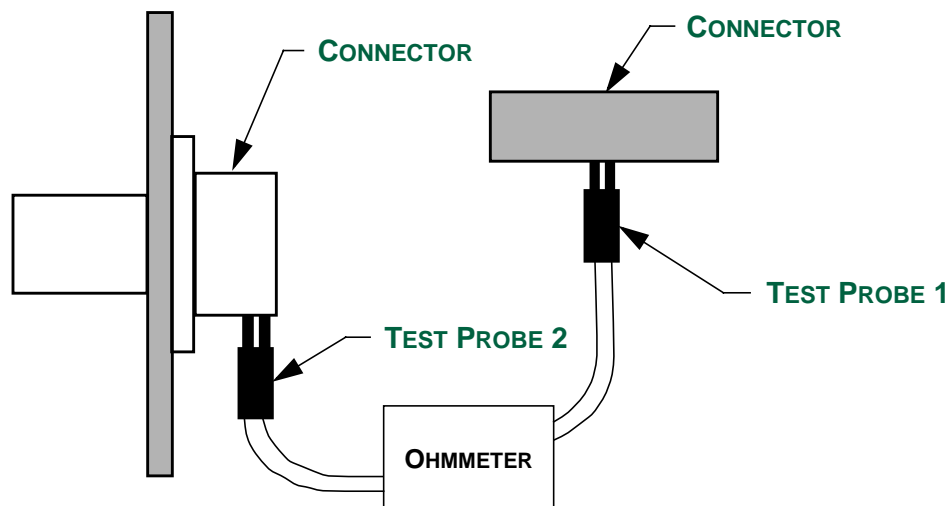 CONNECTOR
CONNECTOR
TEST PROBE 1
TEST PROBE 2
OHMMETER